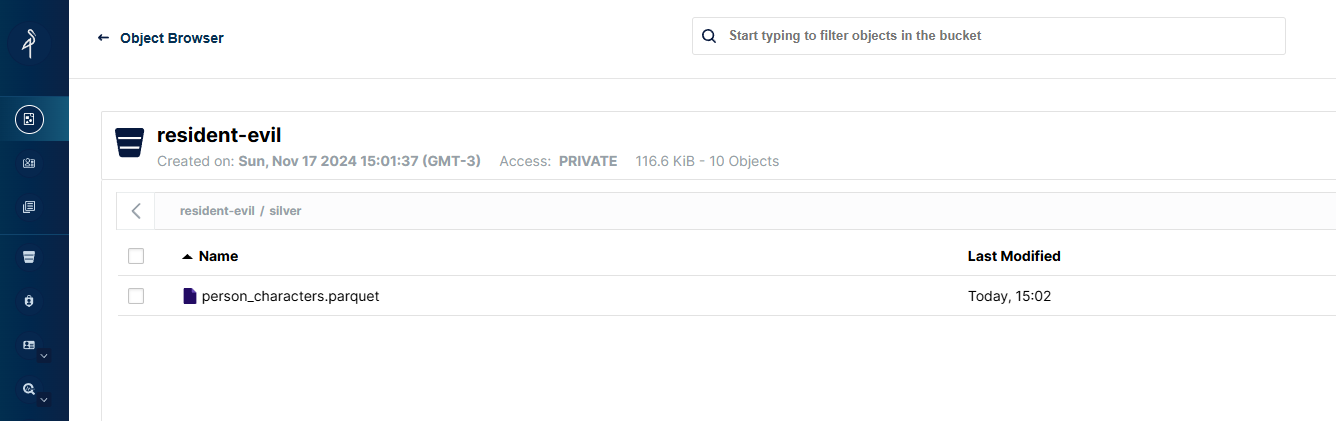 ← Object Browser
Start typing to filter objects in the bucket
resident-evil
Created on: Sun, Nov 17 2024 15:01:37 (GMT-3) Access: PRIVATE 116.6 KiB - 10 Objects
resident-evil / silver
Name Last Modified
person_characters.parquet Today, 15:02